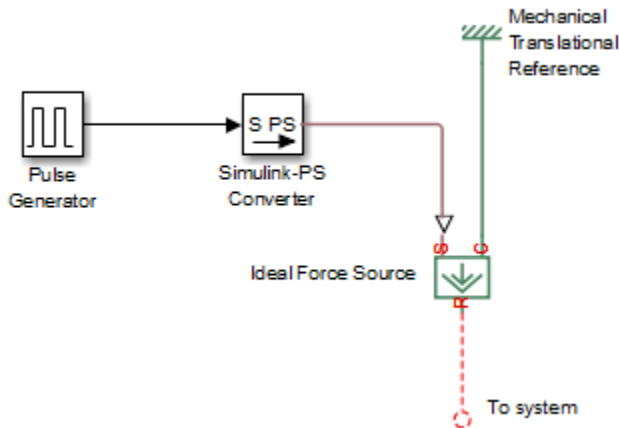 Mechanical
Translational
Reference
S PS
Pulse
Generator
Simulink-PS
Converter
S
C
Ideal Force Source
R
To system